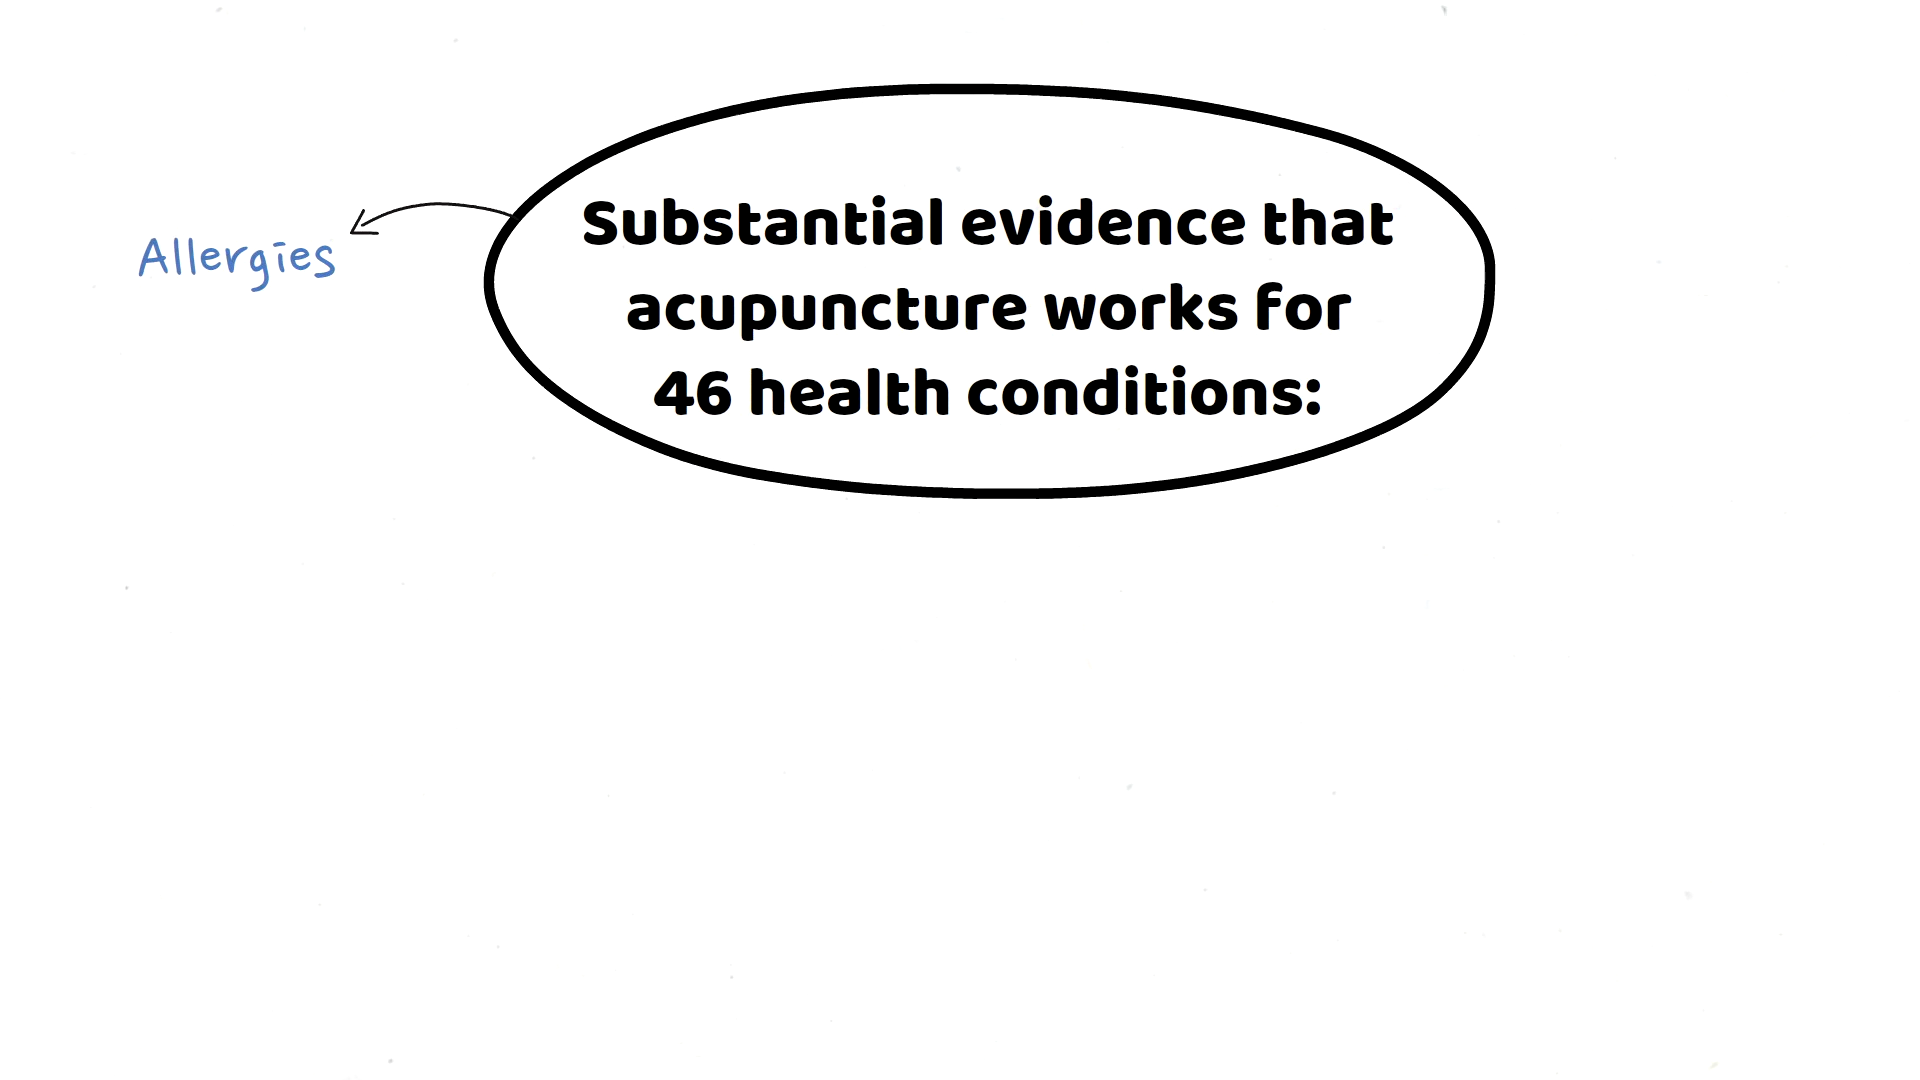 Substantial evidence that
acupuncture works for
46 health conditions:
Allergies